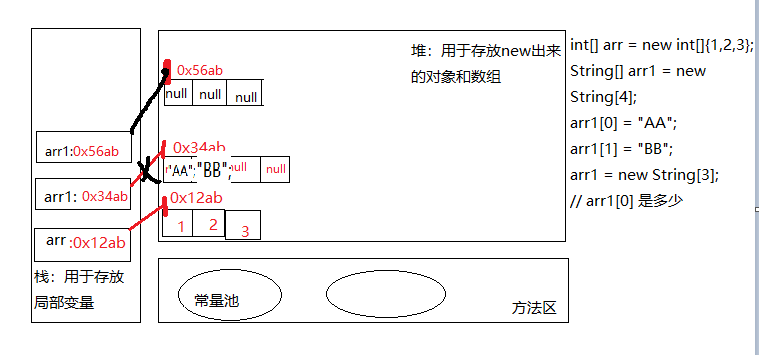 堆：用于存放new出来
的对象和数组
0x56ab
null null null
arr1:0x56ab
0x34ab
"AA"; "BB"; null null
arr1: 0x34ab
0x12ab
1 2 3
arr :0x12ab
栈：用于存放
局部变量
常量池
方法区
int[] arr = new int[]{1,2,3};
String[] arr1 = new
String[4];
arr1[0] = "AA";
arr1[1] = "BB";
arr1 = new String[3];
// arr1[0] 是多少